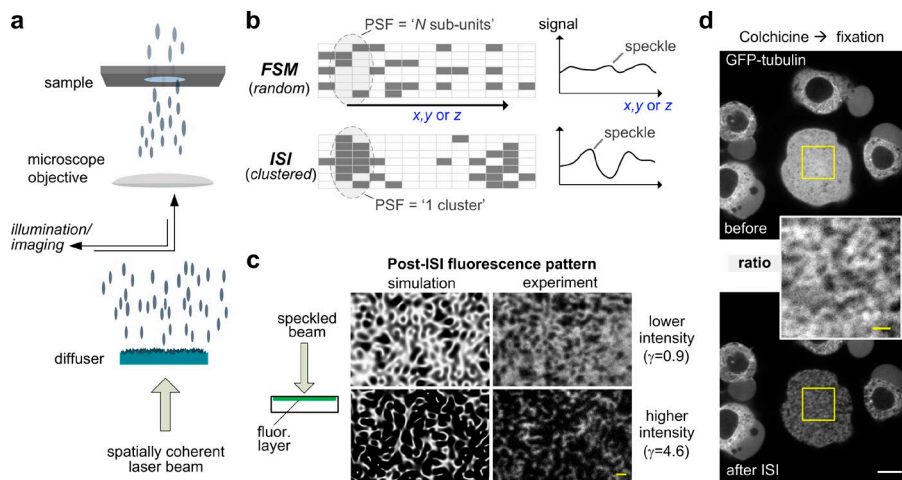 a
sample
microscope
objective
illumination/
imaging
diffuser
spatially coherent
laser beam
b
PSF = ‘N sub-units’
FSM
(random)
x,y or z
ISI
(clustered)
PSF = ‘1 cluster’
signal
speckle
x,y or z
speckle
c
Post-ISI fluorescence pattern
simulation
experiment
speckled
beam
fluor.
layer
lower
intensity
(γ=0.9)
higher
intensity
(γ=4.6)
d
Colchicine → fixation
GFP-tubulin
before
ratio
after ISI